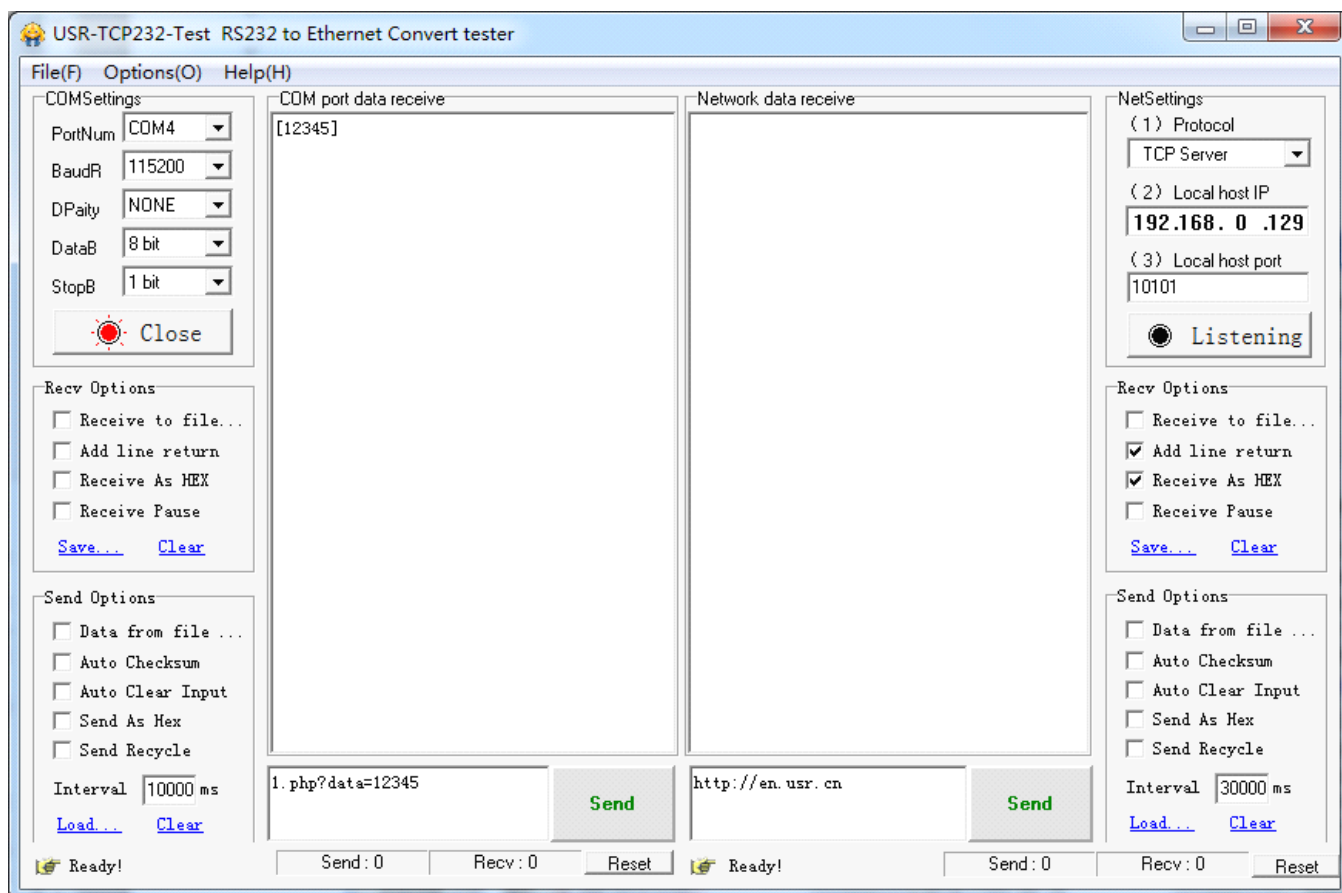 USR-TCP232-Test RS232 to Ethernet Convert tester
File(F) Options(O) Help(H)
COMSettings
PortNum COM4
BaudR 115200
DPaity NONE
DataB 8 bit
StopB 1 bit
Close
Recv Options
Receive to file...
Add line return
Receive As HEX
Receive Pause
Save... Clear
Send Options
Data from file ...
Auto Checksum
Auto Clear Input
Send As Hex
Send Recycle
Interval 10000 ms
Load... Clear
COM port data receive
[12345]
1.php?data=12345
Send
Network data receive
http://en.usr.cn
Send
NetSettings
(1) Protocol
TCP Server
(2) Local host IP
192.168. 0 .129
(3) Local host port
10101
Listening
Recv Options
Receive to file...
Add line return
Receive As HEX
Receive Pause
Save... Clear
Send Options
Data from file ...
Auto Checksum
Auto Clear Input
Send As Hex
Send Recycle
Interval 30000 ms
Load... Clear
Ready! Send : 0 Recv : 0 Reset
Ready! Send : 0 Recv : 0 Reset